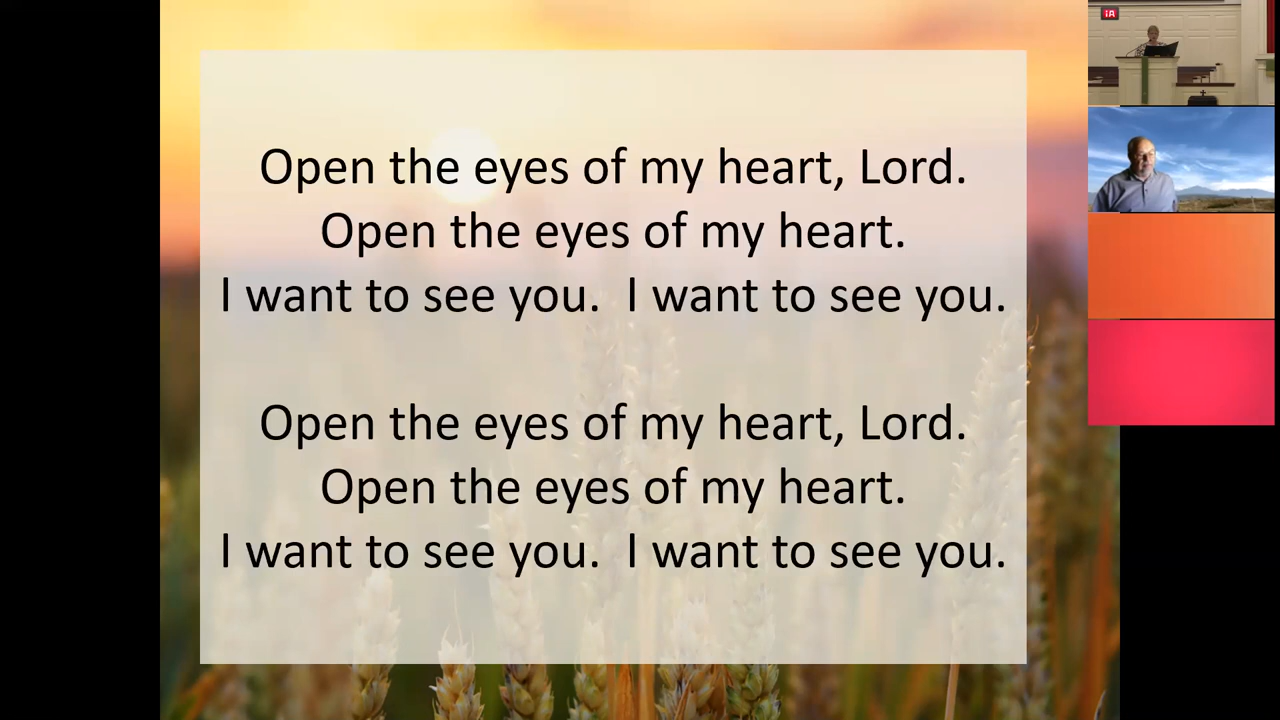 Open the eyes of my heart, Lord.
Open the eyes of my heart.
I want to see you.  I want to see you.
Open the eyes of my heart, Lord.
Open the eyes of my heart.
I want to see you.  I want to see you.
iA